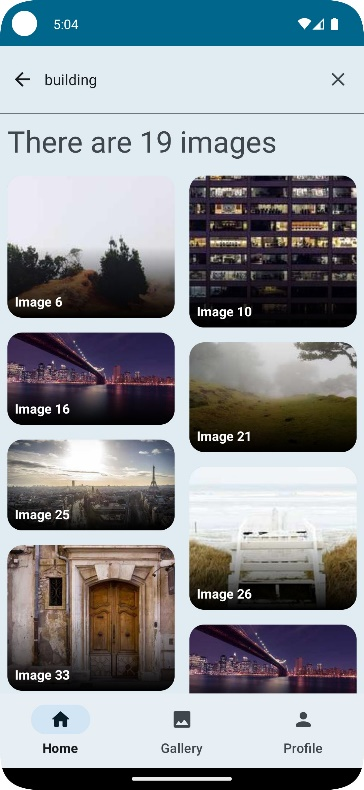 5:04
building
There are 19 images
Image 6
Image 10
Image 16
Image 21
Image 25
Image 26
Image 33
Home
Gallery
Profile